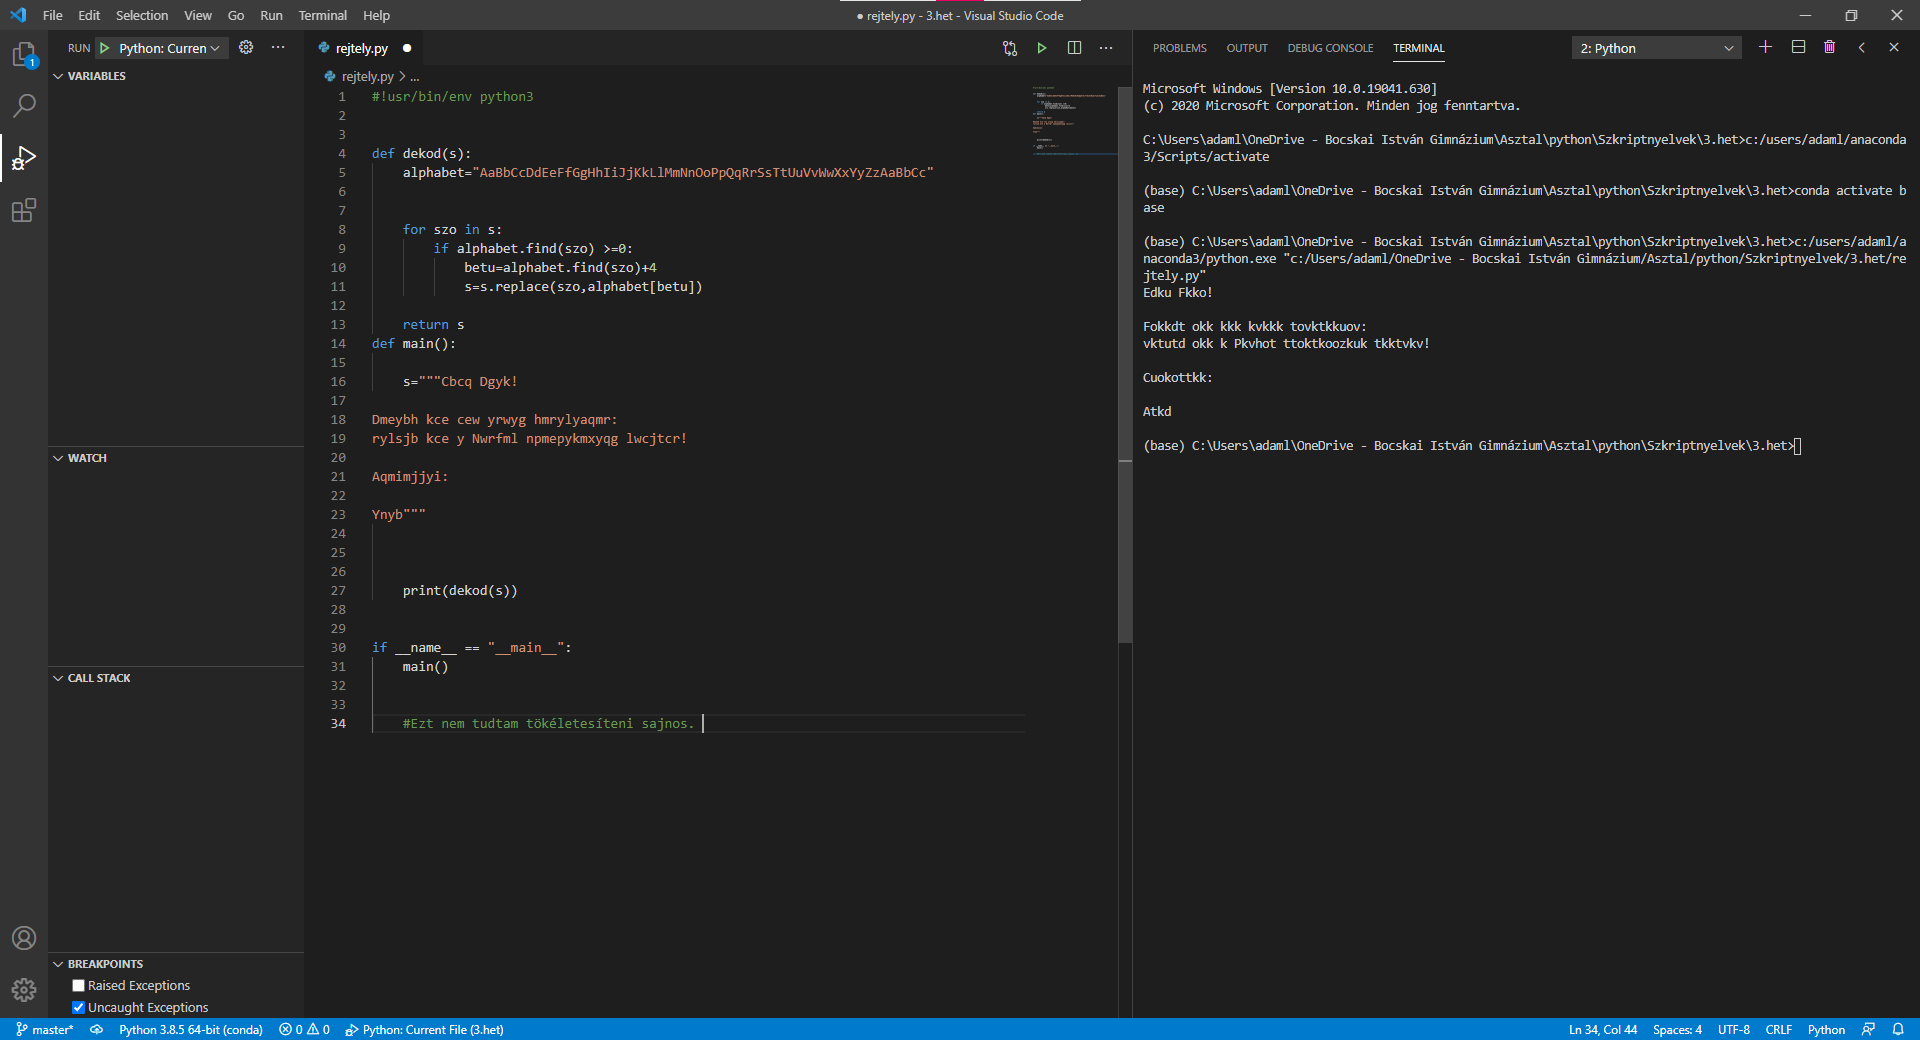 File Edit Selection View Go Run Terminal Help
● rejtely.py - 3.het - Visual Studio Code
RUN Python: Curren
VARIABLES
WATCH
CALL STACK
BREAKPOINTS
Raised Exceptions
Uncaught Exceptions
rejtely.py
rejtely.py > ...
1 #!usr/bin/env python3
2
3
4 def dekod(s):
5 alphabet="AaBbCcDdEeFfGgHhIiJjKkLlMmNnOoPpQqRrSsTtUuVvWwXxYyZzAaBbCc"
6
7
8 for szo in s:
9 if alphabet.find(szo) >=0:
10 betu=alphabet.find(szo)+4
11 s=s.replace(szo,alphabet[betu])
12
13 return s
14 def main():
15
16 s="""Cbcq Dgyk!
17
18 Dmeybh kce cew yrwyg hmrylyaqmr:
19 rylsjb kce y Nwrfml npmepykmxyqg lwcjtcr!
20
21 Aqmimjjyi:
22
23 Ynyb"""
24
25
26
27 print(dekod(s))
28
29
30 if __name__ == "__main__":
31 main()
32
33
34 #Ezt nem tudtam tökéletesíteni sajnos.
PROBLEMS OUTPUT DEBUG CONSOLE TERMINAL 2: Python
Microsoft Windows [Version 10.0.19041.630]
(c) 2020 Microsoft Corporation. Minden jog fenntartva.
C:\Users\adaml\OneDrive - Bocskai István Gimnázium\Asztal\python\Szkriptnyelvek\3.het>c:/users/adaml/anaconda
3/Scripts/activate
(base) C:\Users\adaml\OneDrive - Bocskai István Gimnázium\Asztal\python\Szkriptnyelvek\3.het>conda activate b
ase
(base) C:\Users\adaml\OneDrive - Bocskai István Gimnázium\Asztal\python\Szkriptnyelvek\3.het>c:/users/adaml/a
naconda3/python.exe "c:/Users/adaml/OneDrive - Bocskai István Gimnázium/Asztal/python/Szkriptnyelvek/3.het/re
jtely.py"
Edku Fkko!
Fokkdt okk kkk kvkkk tovktkkuov:
vktutd okk k Pkvhot ttoktkoozkuk tkktvkv!
Cuokottkk:
Atkd
(base) C:\Users\adaml\OneDrive - Bocskai István Gimnázium\Asztal\python\Szkriptnyelvek\3.het>
1
master* Python 3.8.5 64-bit (conda) 0 0 Python: Current File (3.het) Ln 34, Col 44 Spaces: 4 UTF-8 CRLF Python